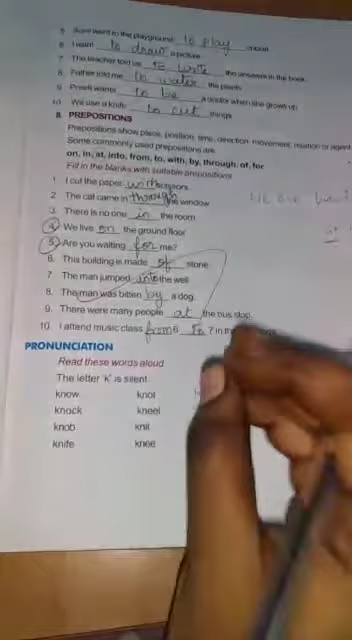 5. Sani went to the playground to play cricket
6. I want to draw a picture
7. The teacher told us to write the answers in the book
8. Father told me to water the plants
9. Preeti wants to be a doctor when she grows up
10. We use a knife to cut things
8. PREPOSITIONS
Prepositions show place, position, time, direction, movement, relation or agent
Some commonly used prepositions are
on, in, at, into, from, to, with, by, through, of, for
Fill in the blanks with suitable prepositions
1. I cut the paper with scissors
2. The cat came in through the window
3. There is no one in the room
4. We live on the ground floor
5. Are you waiting for me?
6. This building is made of stone
7. The man jumped into the well
8. The man was bitten by a dog
9. There were many people at the bus stop
10. I attend music class from 6 to 7 in the
PRONUNCIATION
Read these words aloud
The letter 'k' is silent
know knot
knock kneel
knob knit
knife knee
We are
at